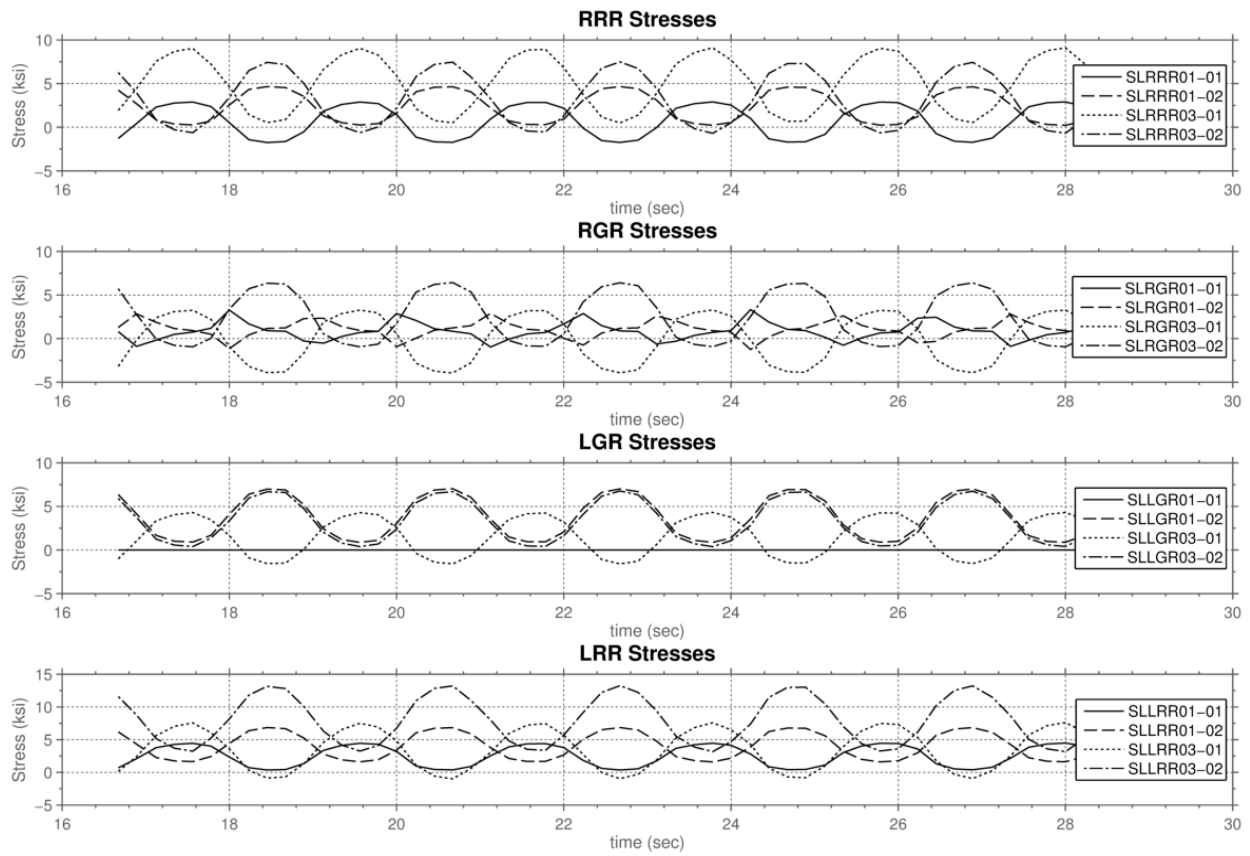 RRR Stresses
10
5
0
−5
Stress (ksi)
SLRRR01−01
SLRRR01−02
SLRRR03−01
SLRRR03−02
16 18 20 22 24 26 28 30
time (sec)
RGR Stresses
10
5
0
−5
Stress (ksi)
SLRGR01−01
SLRGR01−02
SLRGR03−01
SLRGR03−02
16 18 20 22 24 26 28 30
time (sec)
LGR Stresses
10
5
0
−5
Stress (ksi)
SLLGR01−01
SLLGR01−02
SLLGR03−01
SLLGR03−02
16 18 20 22 24 26 28 30
time (sec)
LRR Stresses
15
10
5
0
−5
Stress (ksi)
SLLRR01−01
SLLRR01−02
SLLRR03−01
SLLRR03−02
16 18 20 22 24 26 28 30
time (sec)